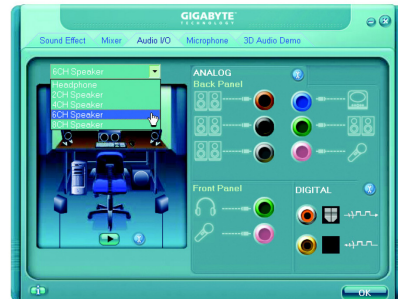 GIGABYTE
TECHNOLOGY
Sound Effect Mixer Audio I/O Microphone 3D Audio Demo
6CH Speaker
Headphone
2CH Speaker
4CH Speaker
6CH Speaker
8CH Speaker
ANALOG
Back Panel
Front Panel
DIGITAL
OK